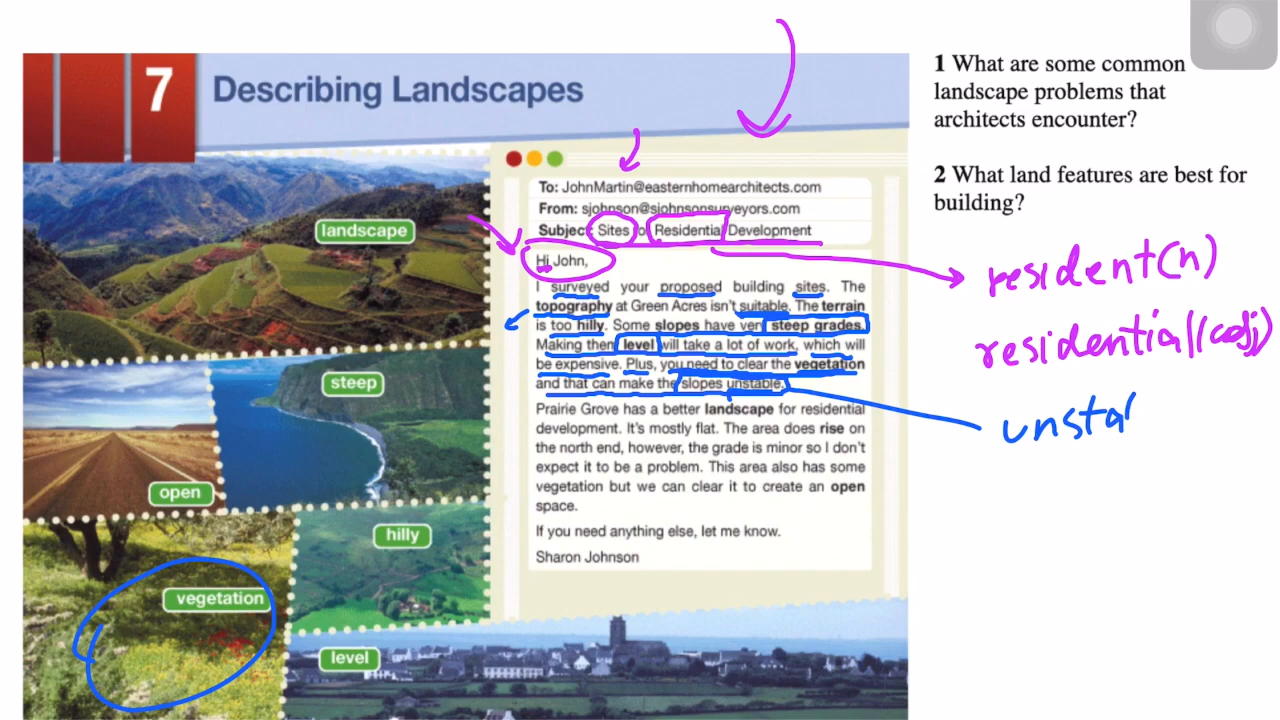 7
Describing Landscapes
landscape
steep
open
hilly
vegetation
level
To: JohnMartin@easternhomearchitects.com
From: sjohnson@sjohnsonsurveyors.com
Subject: Sites for Residential Development
Hi John,
I surveyed your proposed building sites. The
topography at Green Acres isn't suitable. The terrain
is too hilly. Some slopes have very steep grades.
Making them level will take a lot of work, which will
be expensive. Plus, you need to clear the vegetation
and that can make the slopes unstable.
Prairie Grove has a better landscape for residential
development. It's mostly flat. The area does rise on
the north end, however, the grade is minor so I don't
expect it to be a problem. This area also has some
vegetation but we can clear it to create an open
space.
If you need anything else, let me know.
Sharon Johnson
1 What are some common
landscape problems that
architects encounter?
2 What land features are best for
building?
resident(n)
residential(adj)
unsta